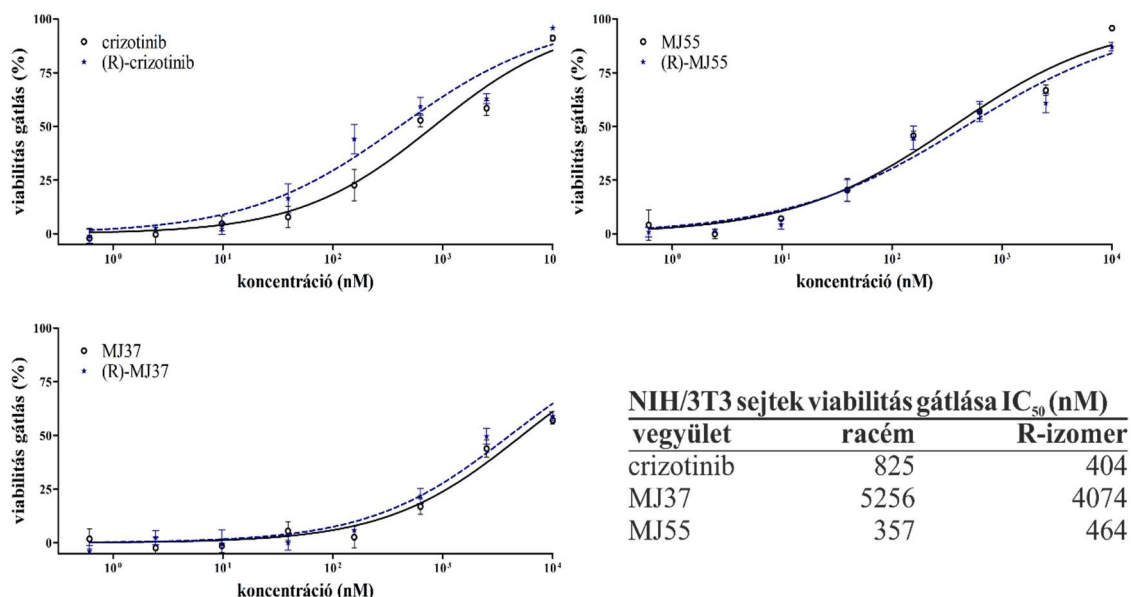 100
75
50
25
0
viabilitás gátlás (%)
crizotinib
(R)-crizotinib
10⁰
10¹
10²
10³
10
koncentráció (nM)
100
75
50
25
0
viabilitás gátlás (%)
MJ55
(R)-MJ55
10⁰
10¹
10²
10³
10⁴
koncentráció (nM)
100
75
50
25
0
viabilitás gátlás (%)
MJ37
(R)-MJ37
10⁰
10¹
10²
10³
10⁴
koncentráció (nM)
NIH/3T3 sejtek viabilitás gátlása IC₅₀ (nM)
vegyület racém R-izomer
crizotinib 825 404
MJ37 5256 4074
MJ55 357 464